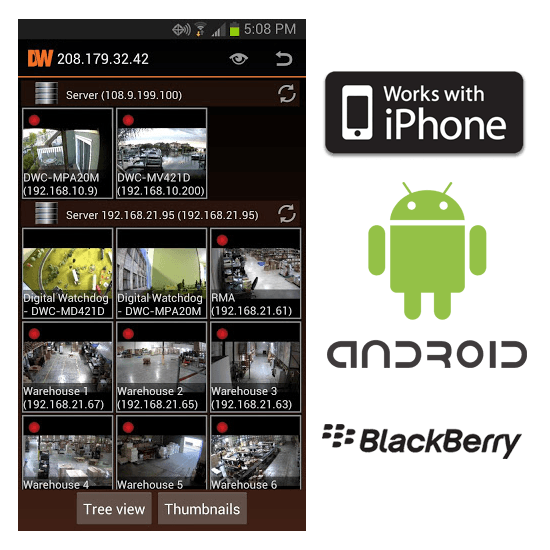 5:08 PM
DW 208.179.32.42
Server (108.9.199.100)
DWC-MPA20M
(192.168.10.9)
DWC-MV421D
(192.168.10.200)
Server 192.168.21.95 (192.168.21.95)
Digital Watchdog
- DWC-MD421D
Digital Watchdog
- DWC-MPA20M
RMA
(192.168.21.61)
Warehouse 1
(192.168.21.67)
Warehouse 2
(192.168.21.65)
Warehouse 3
(192.168.21.63)
Warehouse 4
Warehouse 5
Warehouse 6
Tree view
Thumbnails
Works with
iPhone
ANDROID
BlackBerry